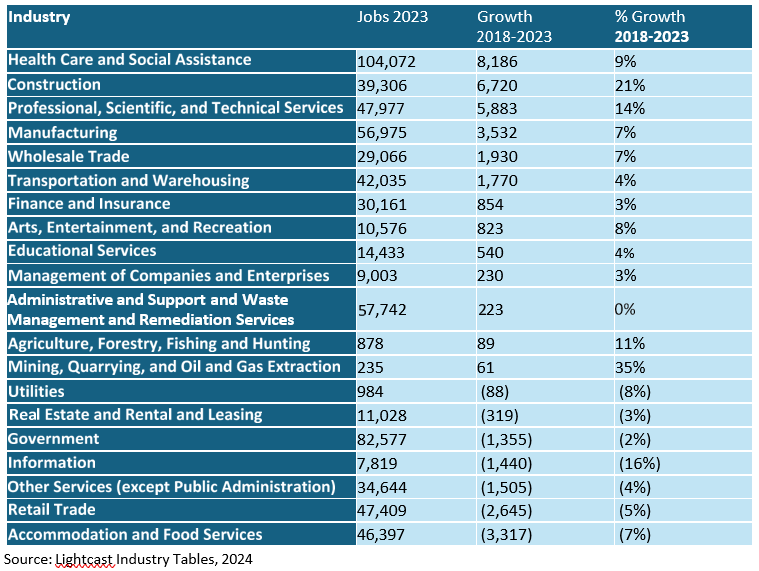 Industry Jobs 2023 Growth % Growth
2018-2023 2018-2023
Health Care and Social Assistance 104,072 8,186 9%
Construction 39,306 6,720 21%
Professional, Scientific, and Technical Services 47,977 5,883 14%
Manufacturing 56,975 3,532 7%
Wholesale Trade 29,066 1,930 7%
Transportation and Warehousing 42,035 1,770 4%
Finance and Insurance 30,161 854 3%
Arts, Entertainment, and Recreation 10,576 823 8%
Educational Services 14,433 540 4%
Management of Companies and Enterprises 9,003 230 3%
Administrative and Support and Waste
Management and Remediation Services 57,742 223 0%
Agriculture, Forestry, Fishing and Hunting 878 89 11%
Mining, Quarrying, and Oil and Gas Extraction 235 61 35%
Utilities 984 (88) (8%)
Real Estate and Rental and Leasing 11,028 (319) (3%)
Government 82,577 (1,355) (2%)
Information 7,819 (1,440) (16%)
Other Services (except Public Administration) 34,644 (1,505) (4%)
Retail Trade 47,409 (2,645) (5%)
Accommodation and Food Services 46,397 (3,317) (7%)
Source: Lightcast Industry Tables, 2024